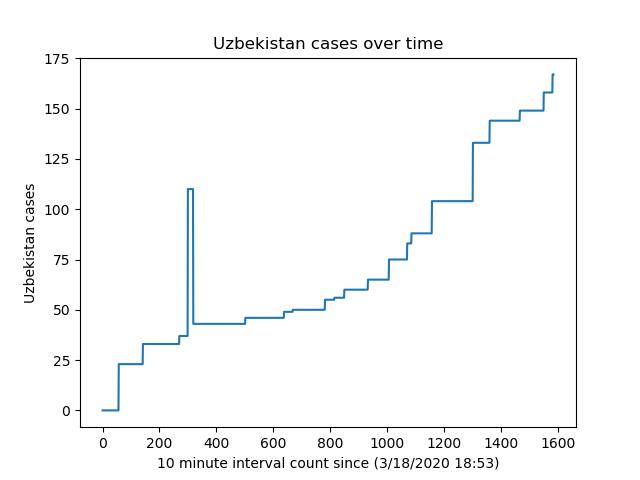 Uzbekistan cases over time
175
150
125
100
75
50
25
0
Uzbekistan cases
0 200 400 600 800 1000 1200 1400 1600
10 minute interval count since (3/18/2020 18:53)